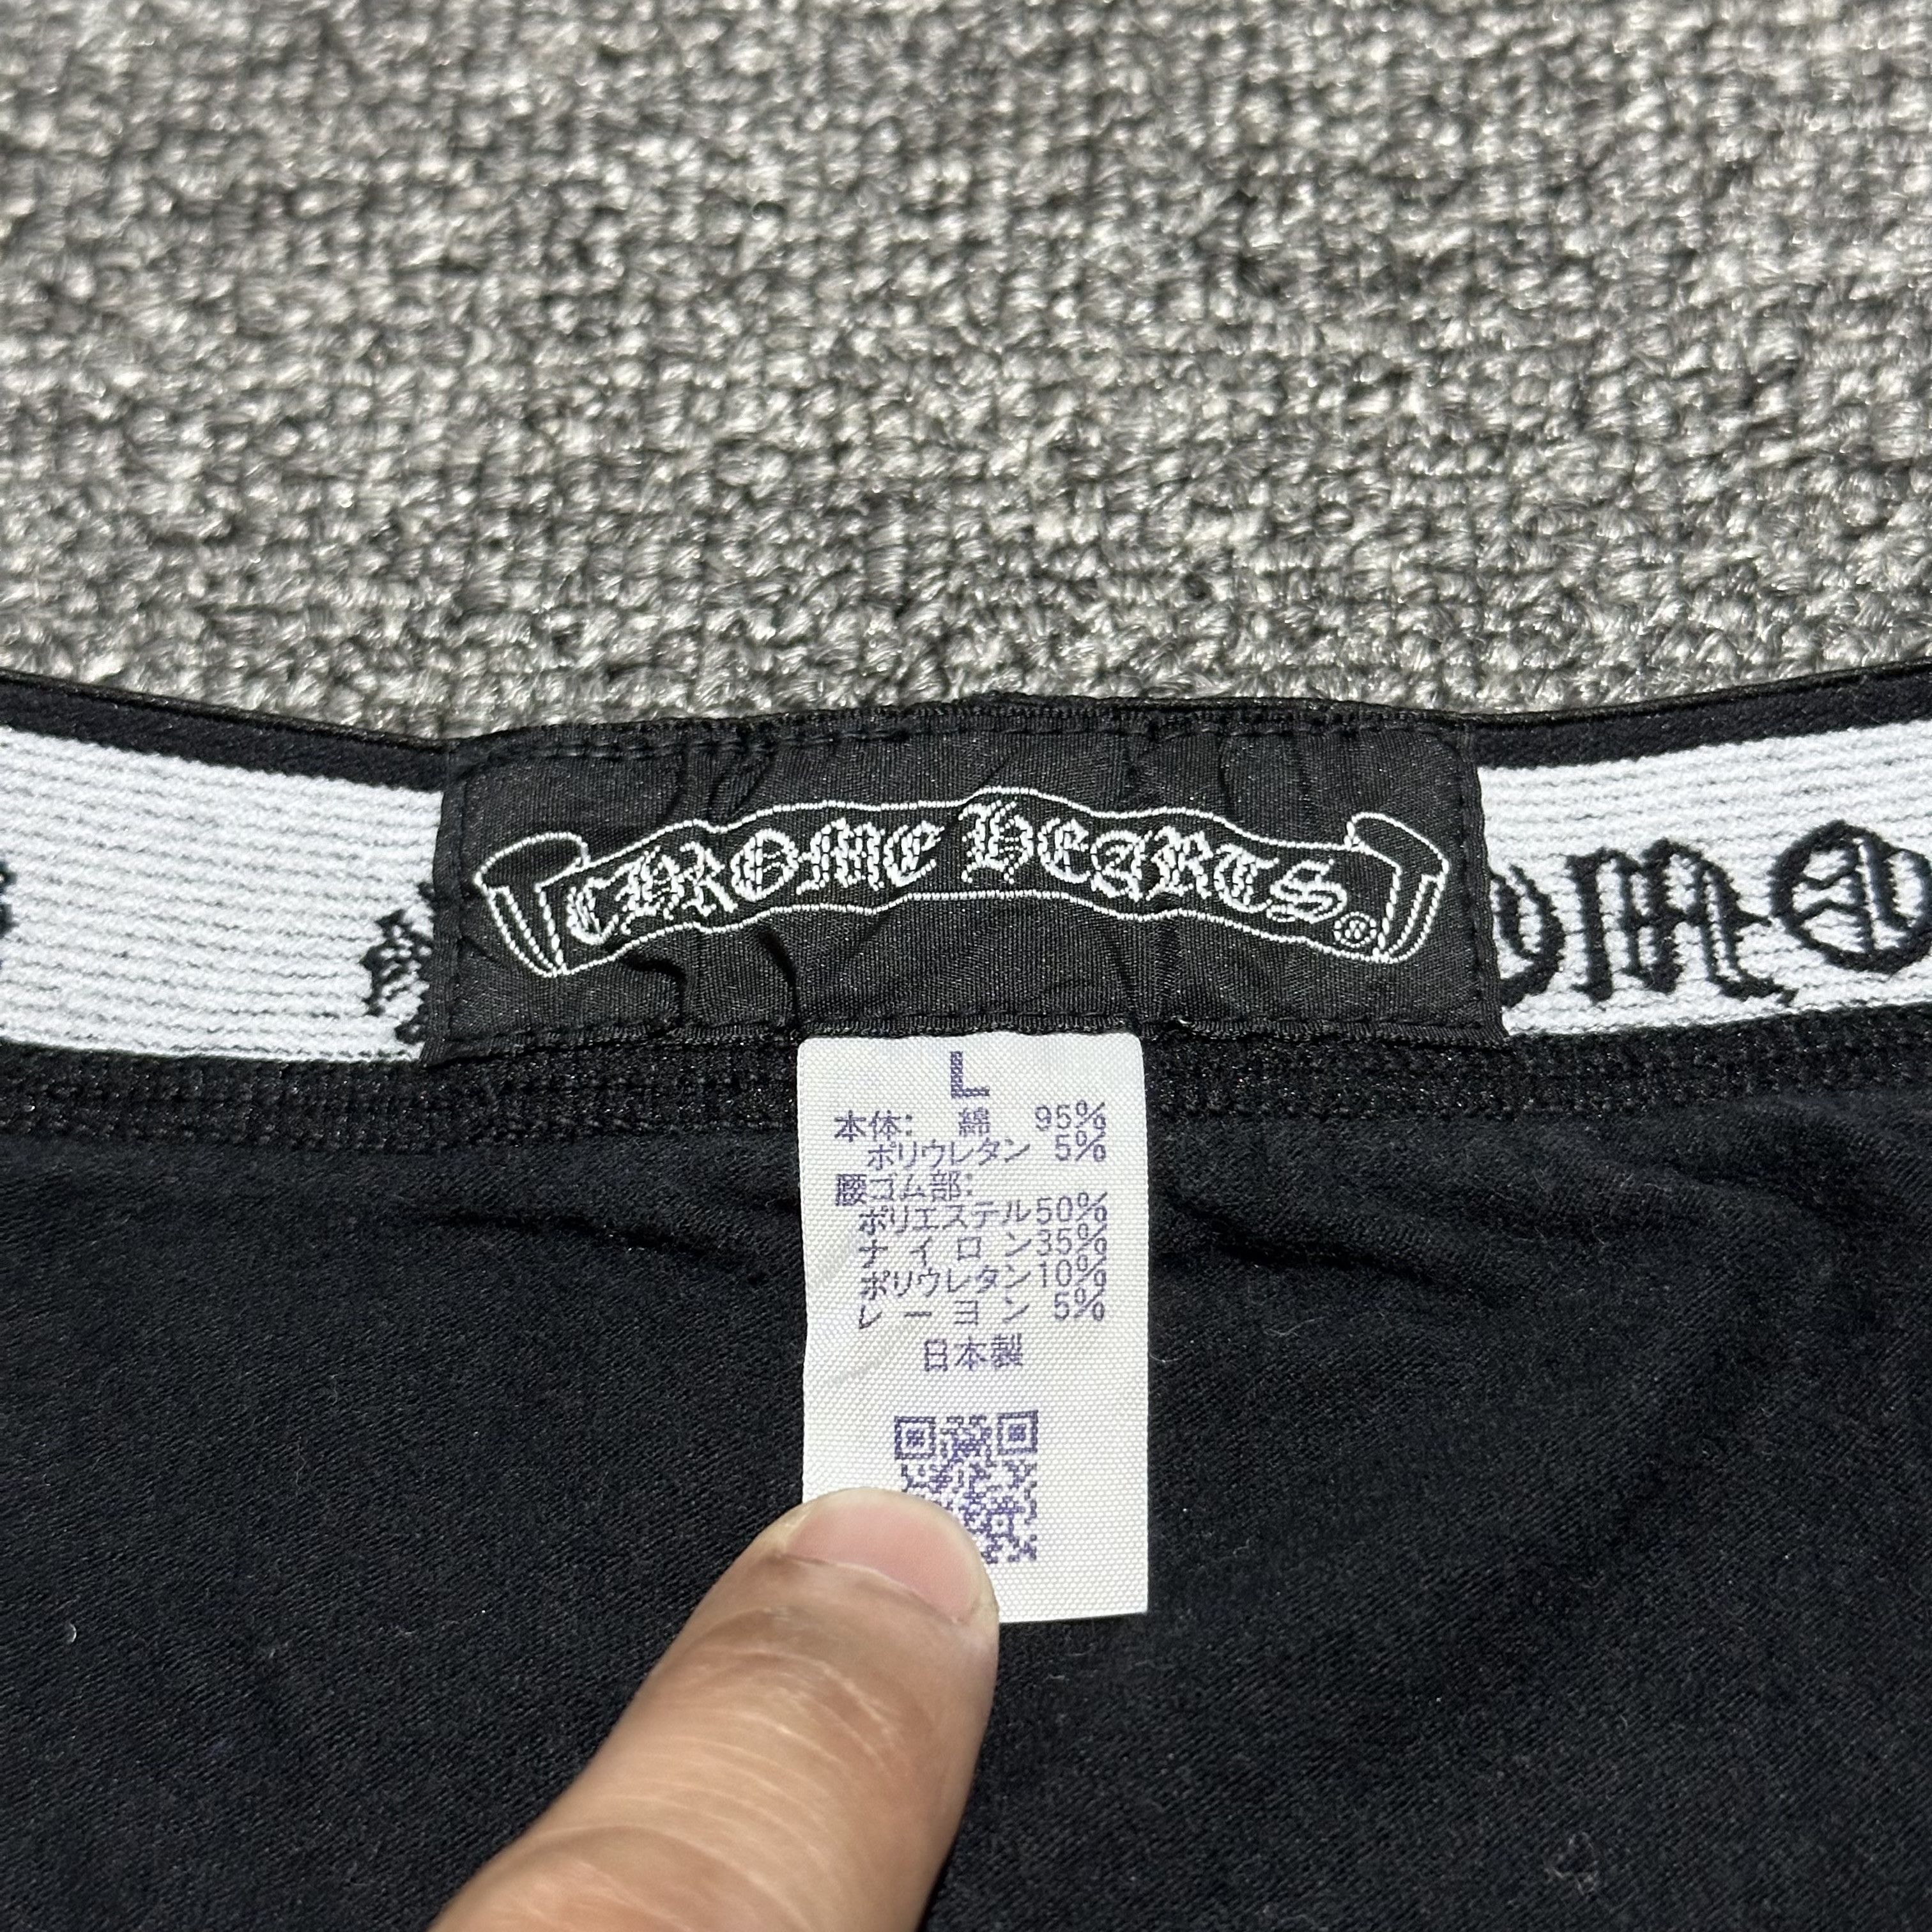 CHROME HEARTS®
L
本体: 綿 95%
ポリウレタン 5%
腰ゴム部:
ポリエステル50%
ナイロン35%
ポリウレタン10%
レーヨン 5%
日本製